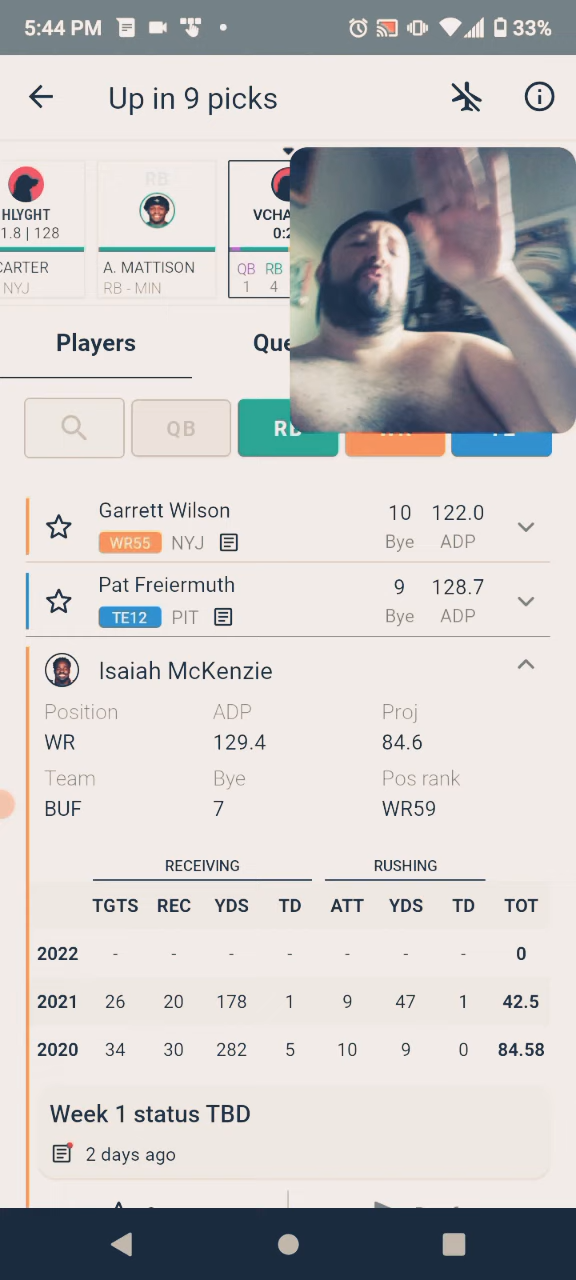 5:44 PM 33%
Up in 9 picks
HLYGHT
1.8 | 128
CARTER
NYJ
RB
A. MATTISON
RB - MIN
VCHA
0:2
QB RB
1 4
Players
Que
QB
Garrett Wilson 10 122.0
WR55 NYJ Bye ADP
Pat Freiermuth 9 128.7
TE12 PIT Bye ADP
Isaiah McKenzie
Position ADP Proj
WR 129.4 84.6
Team Bye Pos rank
BUF 7 WR59
RECEIVING RUSHING
TGTS REC YDS TD ATT YDS TD TOT
2022 - - - - - - - 0
2021 26 20 178 1 9 47 1 42.5
2020 34 30 282 5 10 9 0 84.58
Week 1 status TBD
2 days ago